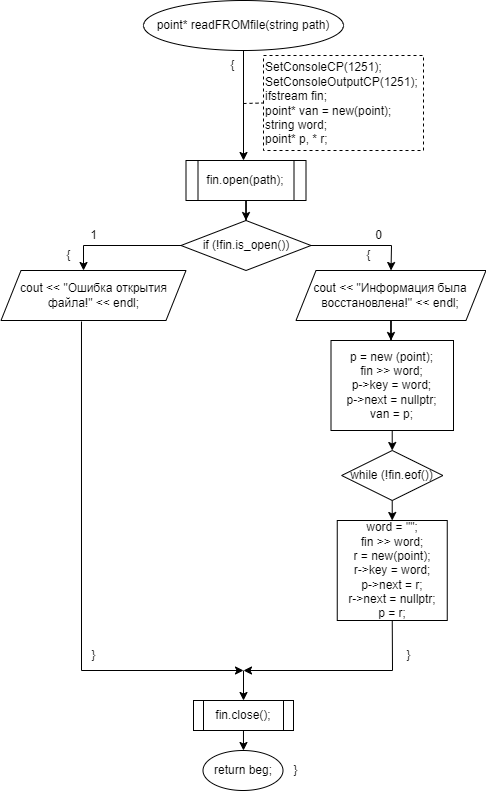 point* readFROMfile(string path)
{
SetConsoleCP(1251);
SetConsoleOutputCP(1251);
ifstream fin;
point* van = new(point);
string word;
point* p, * r;
fin.open(path);
1
if (!fin.is_open())
0
{
{
cout << "Ошибка открытия
файла!" << endl;
cout << "Информация была
восстановлена!" << endl;
p = new (point);
fin >> word;
p->key = word;
p->next = nullptr;
van = p;
while (!fin.eof())
word = "";
fin >> word;
r = new(point);
r->key = word;
p->next = r;
r->next = nullptr;
p = r;
}
}
fin.close();
return beg;
}